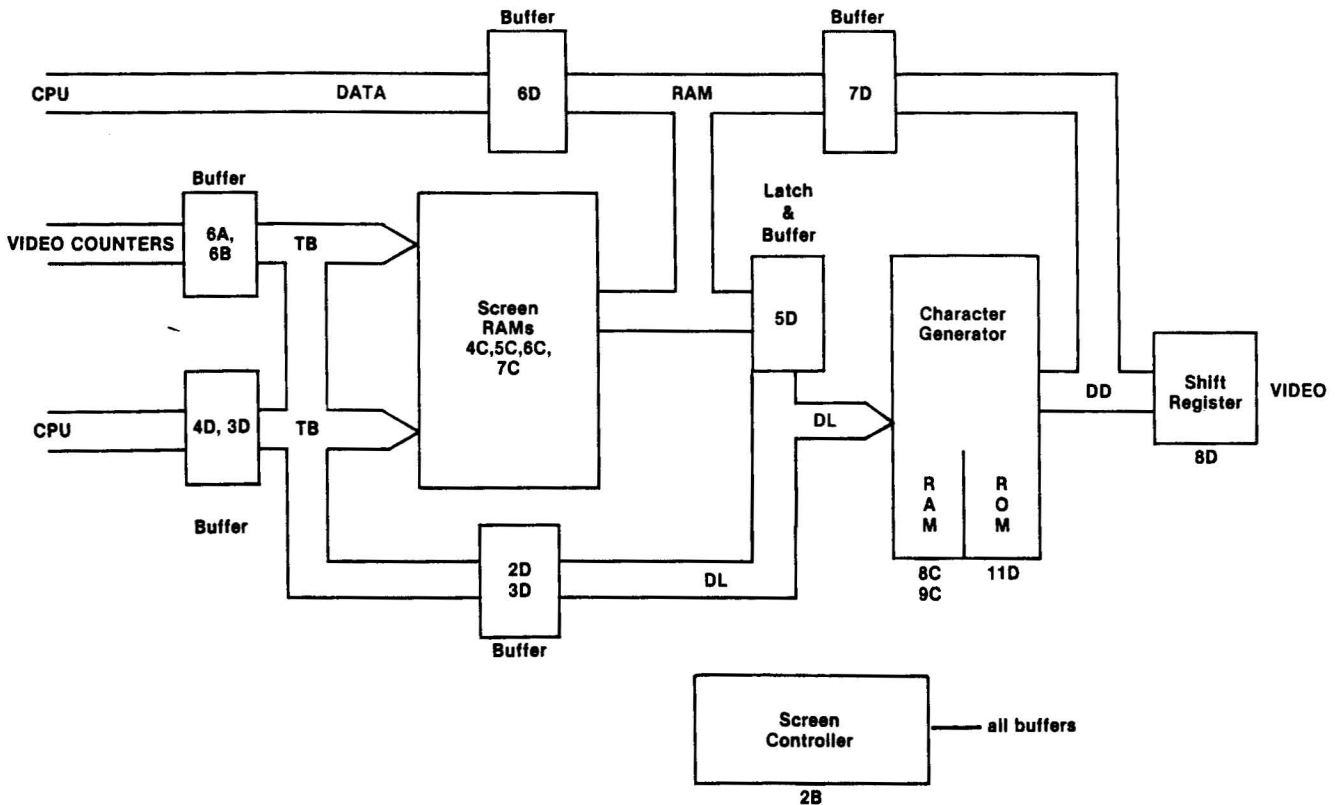 Buffer
Buffer
CPU
DATA
6D
RAM
7D
Buffer
Latch
&
Buffer
VIDEO COUNTERS
6A,
6B
TB
Screen
RAMs
4C,5C,6C,
7C
5D
Character
Generator
CPU
4D, 3D
TB
DL
DD
Shift
Register
VIDEO
8D
Buffer
R
A
M
R
O
M
2D
3D
DL
8C
9C
11D
Buffer
Screen
Controller
all buffers
2B